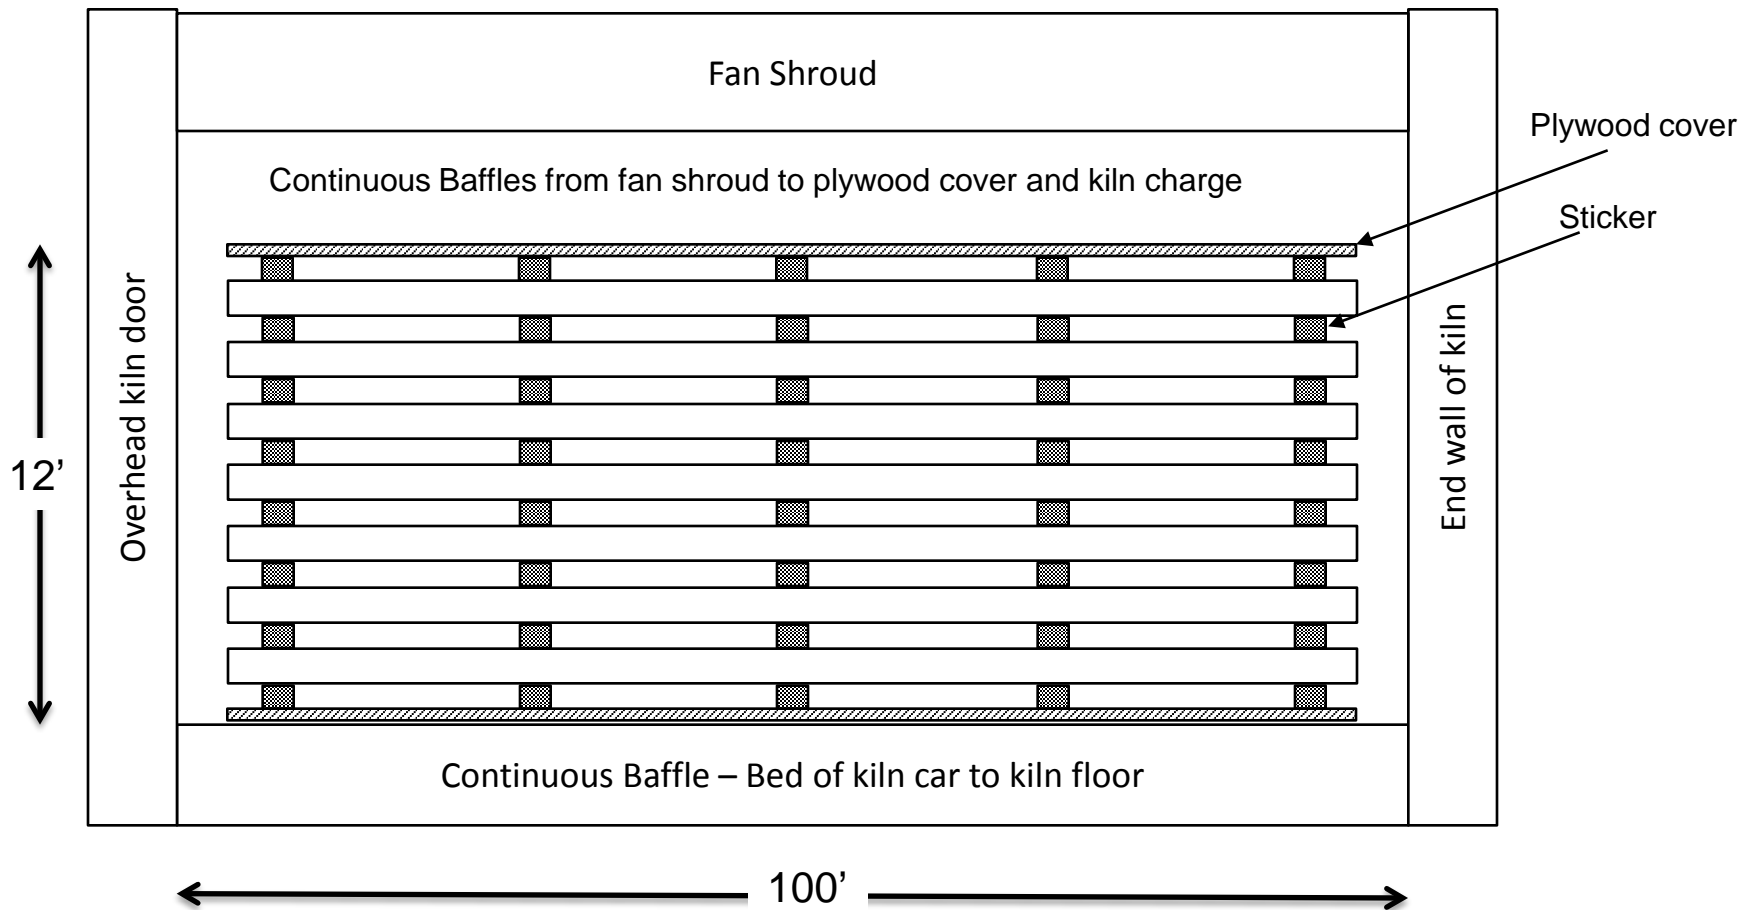 Fan Shroud
Plywood cover
Continuous Baffles from fan shroud to plywood cover and kiln charge
Sticker
Overhead kiln door
End wall of kiln
12’
Continuous Baffle – Bed of kiln car to kiln floor
100’